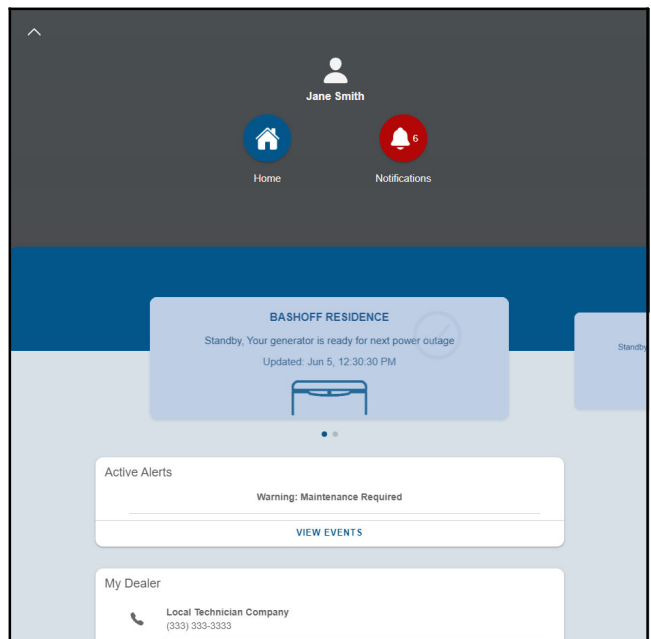 Jane Smith
6
Home
Notifications
BASHOFF RESIDENCE
Standby, Your generator is ready for next power outage
Updated: Jun 5, 12:30:30 PM
Standby
Active Alerts
Warning: Maintenance Required
VIEW EVENTS
My Dealer
Local Technician Company
(333) 333-3333